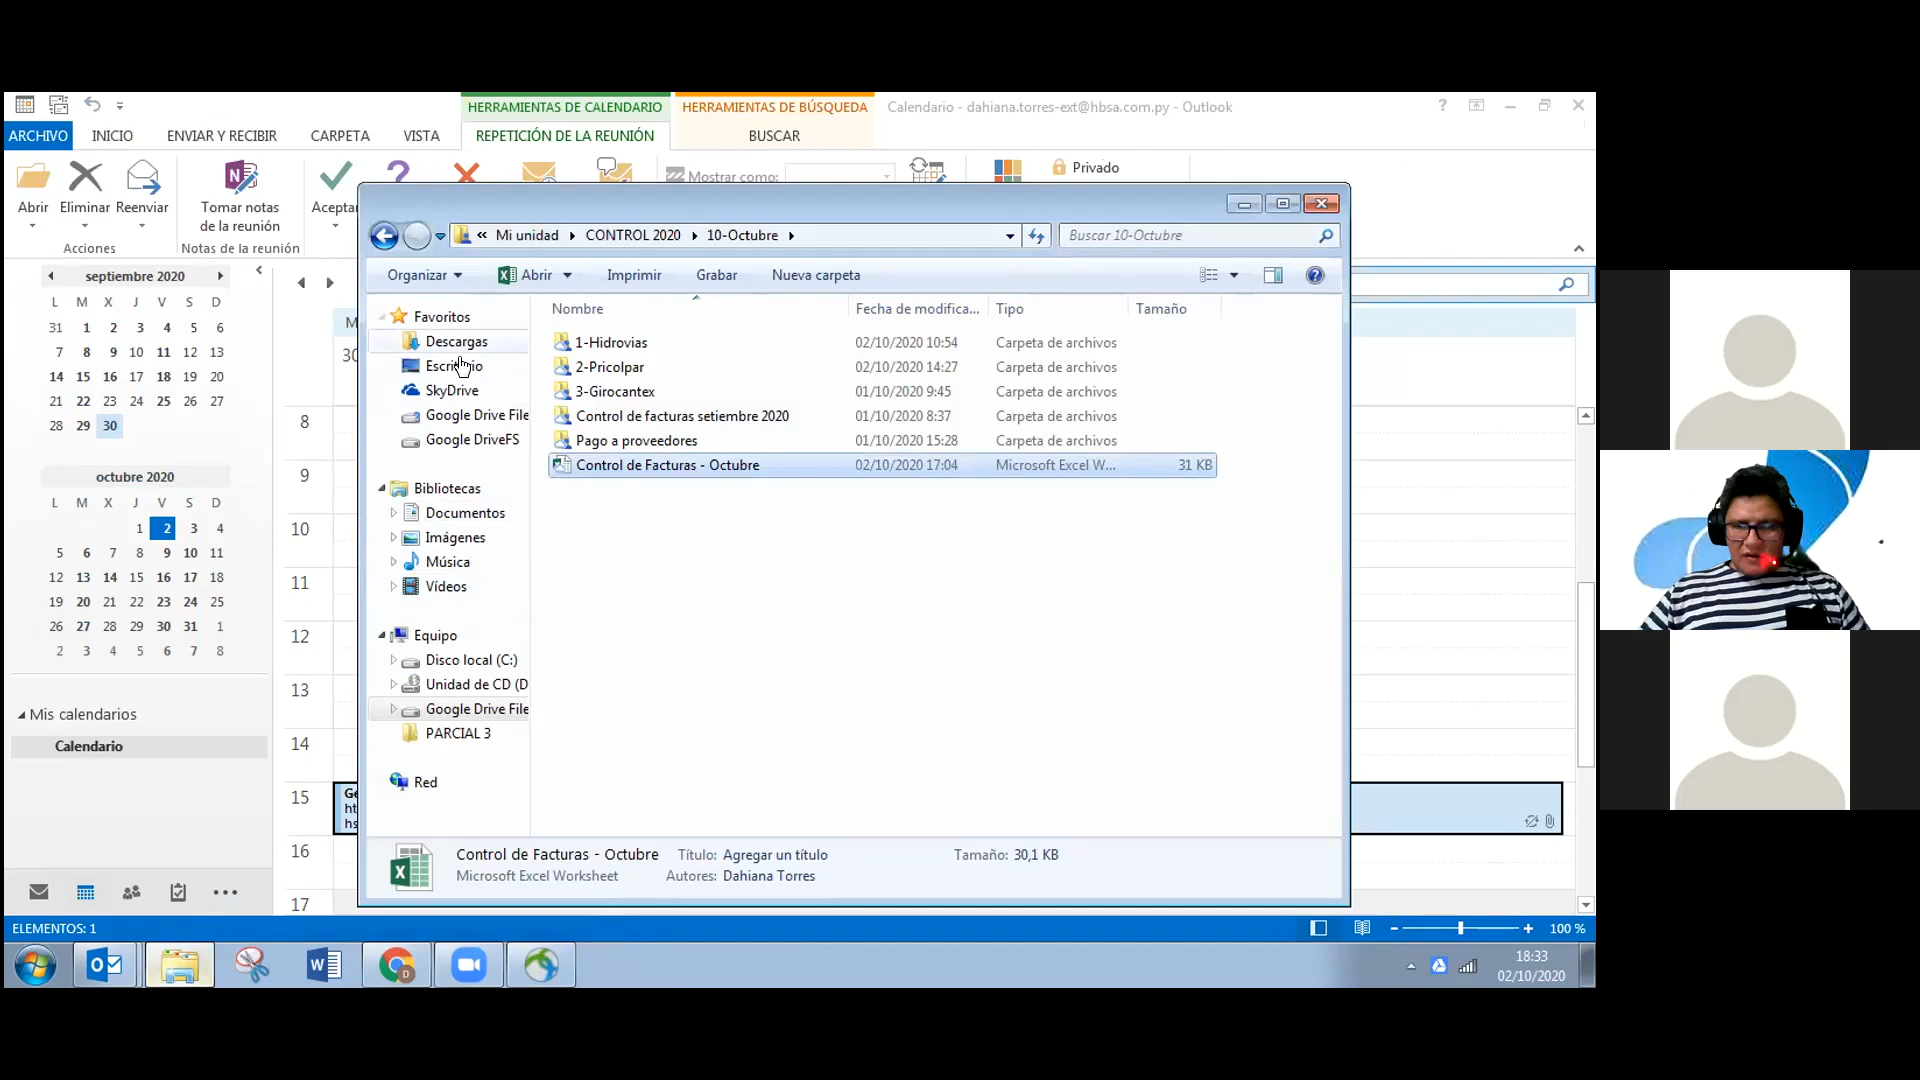 HERRAMIENTAS DE CALENDARIO
HERRAMIENTAS DE BÚSQUEDA
Calendario - dahiana.torres-ext@hbsa.com.py - Outlook
ARCHIVO
INICIO
ENVIAR Y RECIBIR
CARPETA
VISTA
REPETICIÓN DE LA REUNIÓN
BUSCAR
Abrir
Eliminar
Reenviar
Tomar notas
de la reunión
Aceptar
Mostrar como:
Privado
Acciones
Notas de la reunión
septiembre 2020
L M X J V S D
31 1 2 3 4 5 6
7 8 9 10 11 12 13
14 15 16 17 18 19 20
21 22 23 24 25 26 27
28 29 30
octubre 2020
L M X J V S D
1 2 3 4
5 6 7 8 9 10 11
12 13 14 15 16 17 18
19 20 21 22 23 24 25
26 27 28 29 30 31 1
2 3 4 5 6 7 8
Mis calendarios
Calendario
M
30
8
9
10
11
12
13
14
15
16
17
Ge
ht
hs
« Mi unidad ▸ CONTROL 2020 ▸ 10-Octubre ▸
Buscar 10-Octubre
Organizar
Abrir
Imprimir
Grabar
Nueva carpeta
Favoritos
Descargas
SkyDrive
Google Drive File
Google DriveFS
Bibliotecas
Documentos
Imágenes
Música
Vídeos
Equipo
Disco local (C:)
Unidad de CD (D
Google Drive File
PARCIAL 3
Red
Nombre Fecha de modifica... Tipo Tamaño
1-Hidrovias 02/10/2020 10:54 Carpeta de archivos
2-Pricolpar 02/10/2020 14:27 Carpeta de archivos
3-Girocantex 01/10/2020 9:45 Carpeta de archivos
Control de facturas setiembre 2020 01/10/2020 8:37 Carpeta de archivos
Pago a proveedores 01/10/2020 15:28 Carpeta de archivos
Control de Facturas - Octubre 02/10/2020 17:04 Microsoft Excel W... 31 KB
Control de Facturas - Octubre Título: Agregar un título Tamaño: 30,1 KB
Microsoft Excel Worksheet Autores: Dahiana Torres
ELEMENTOS: 1
100 %
18:33
02/10/2020